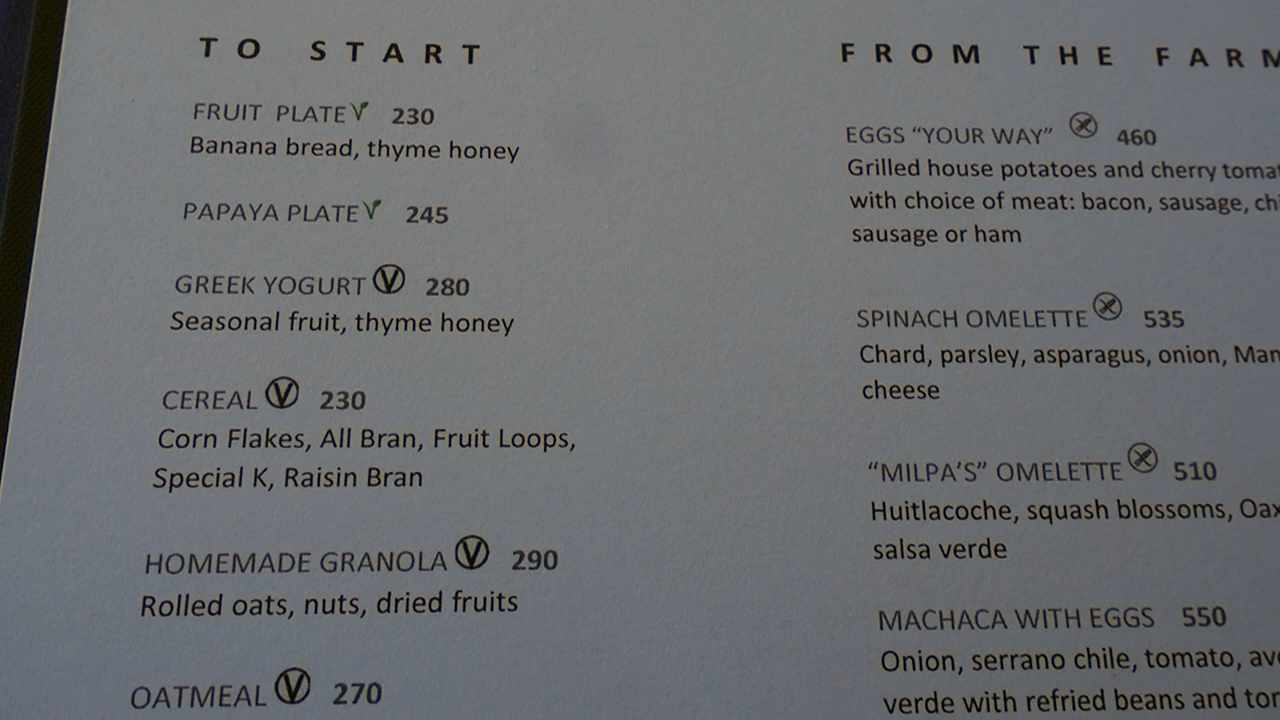 TO START
FRUIT PLATE V 230
Banana bread, thyme honey
PAPAYA PLATE V 245
GREEK YOGURT V 280
Seasonal fruit, thyme honey
CEREAL V 230
Corn Flakes, All Bran, Fruit Loops,
Special K, Raisin Bran
HOMEMADE GRANOLA V 290
Rolled oats, nuts, dried fruits
OATMEAL V 270
FROM THE FARM
EGGS “YOUR WAY” 460
Grilled house potatoes and cherry
with choice of meat: bacon, sausage,
sausage or ham
SPINACH OMELETTE 535
Chard, parsley, asparagus, onion,
cheese
“MILPA’S” OMELETTE 510
Huitlacoche, squash blossoms,
salsa verde
MACHACA WITH EGGS 550
Onion, serrano chile, tomato,
verde with refried beans and